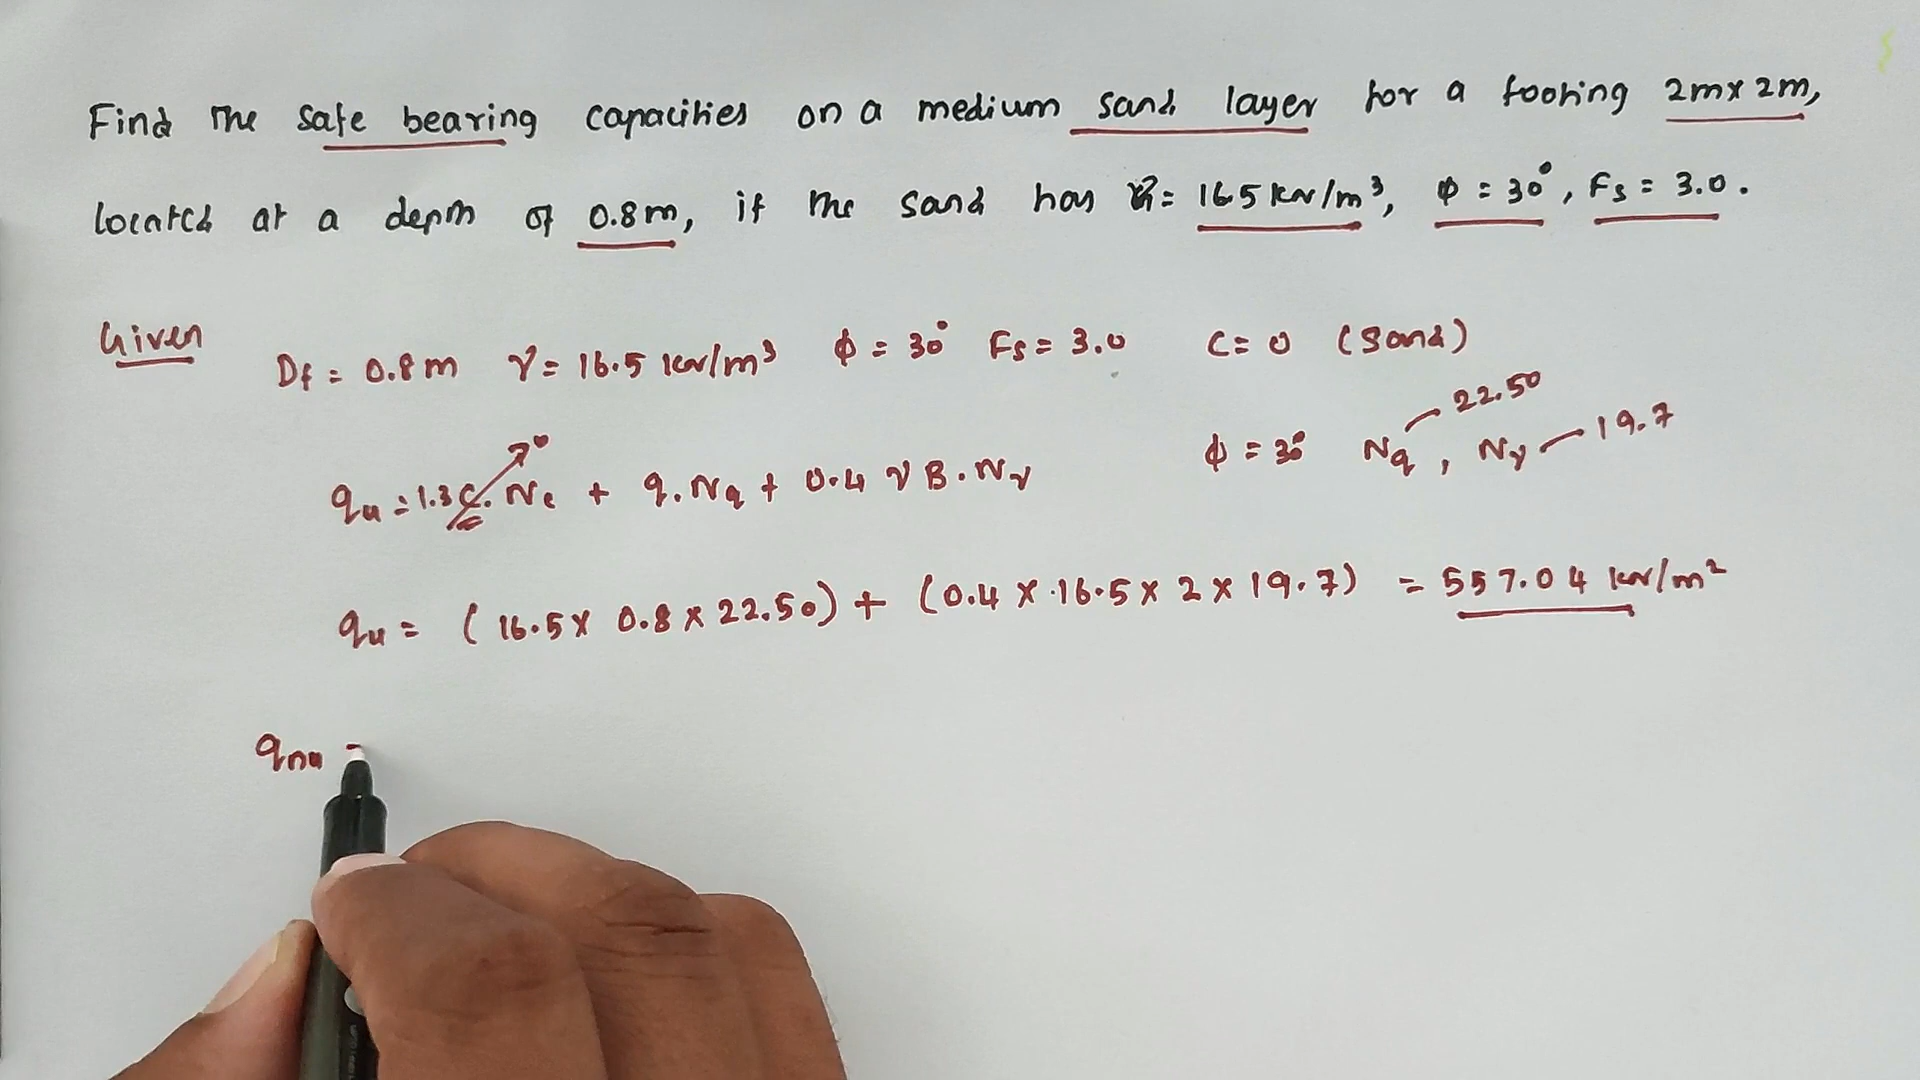 Find the safe bearing capacities on a medium sand layer for a footing 2m x 2m,
located at a depth of 0.8m, if the sand has γ = 16.5 kN/m³, φ = 30°, Fs = 3.0.
Given
Df = 0.8m γ = 16.5 kN/m³ φ = 30° Fs = 3.0 C = 0 (Sand)
qu = 1.3 C. Nc + q. Nq + 0.4 γ B. Nγ
0
φ = 30° Nq, Nγ
22.50
19.7
qu = (16.5 x 0.8 x 22.50) + (0.4 x 16.5 x 2 x 19.7) = 557.04 kN/m²
qnu =